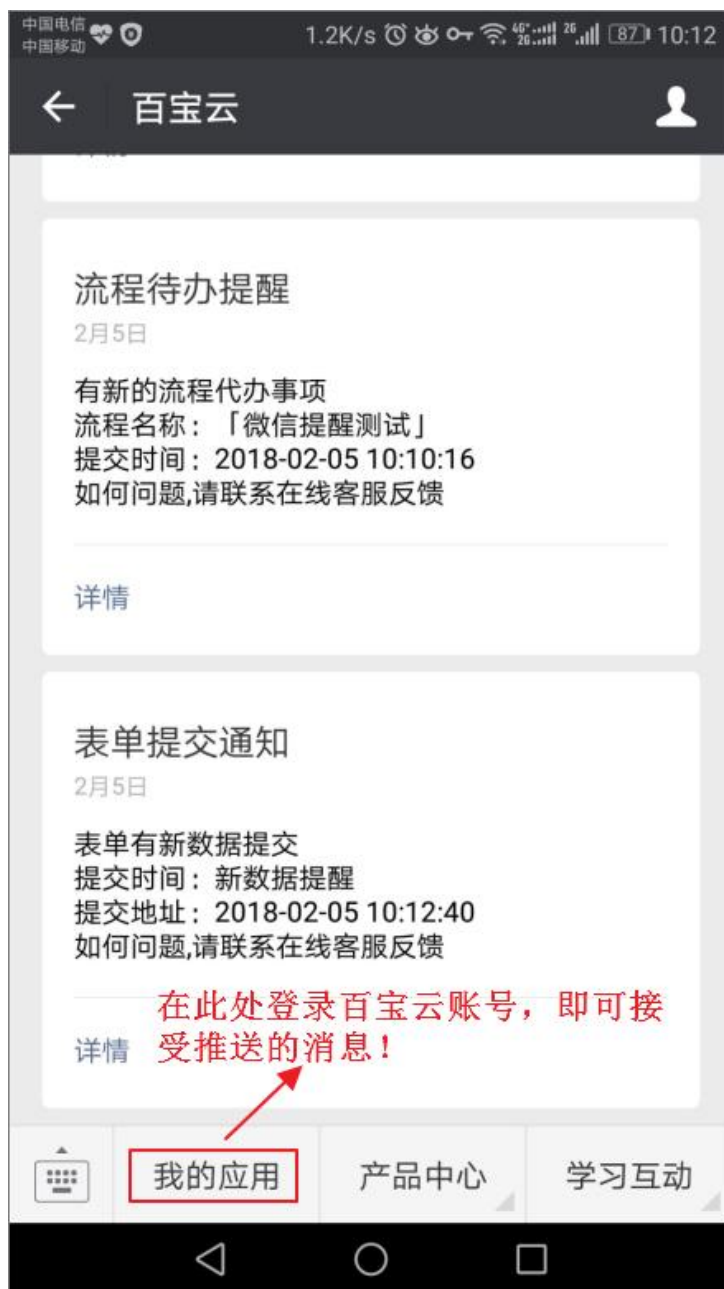 中国电信
中国移动
1.2K/s 4G+ 2G 2G 87 10:12
百宝云
流程待办提醒
2月5日
有新的流程代办事项
流程名称：「微信提醒测试」
提交时间：2018-02-05 10:10:16
如何问题,请联系在线客服反馈
详情
表单提交通知
2月5日
表单有新数据提交
提交时间：新数据提醒
提交地址：2018-02-05 10:12:40
如何问题,请联系在线客服反馈
在此处登录百宝云账号，即可接
受推送的消息！
详情
我的应用 产品中心 学习互动